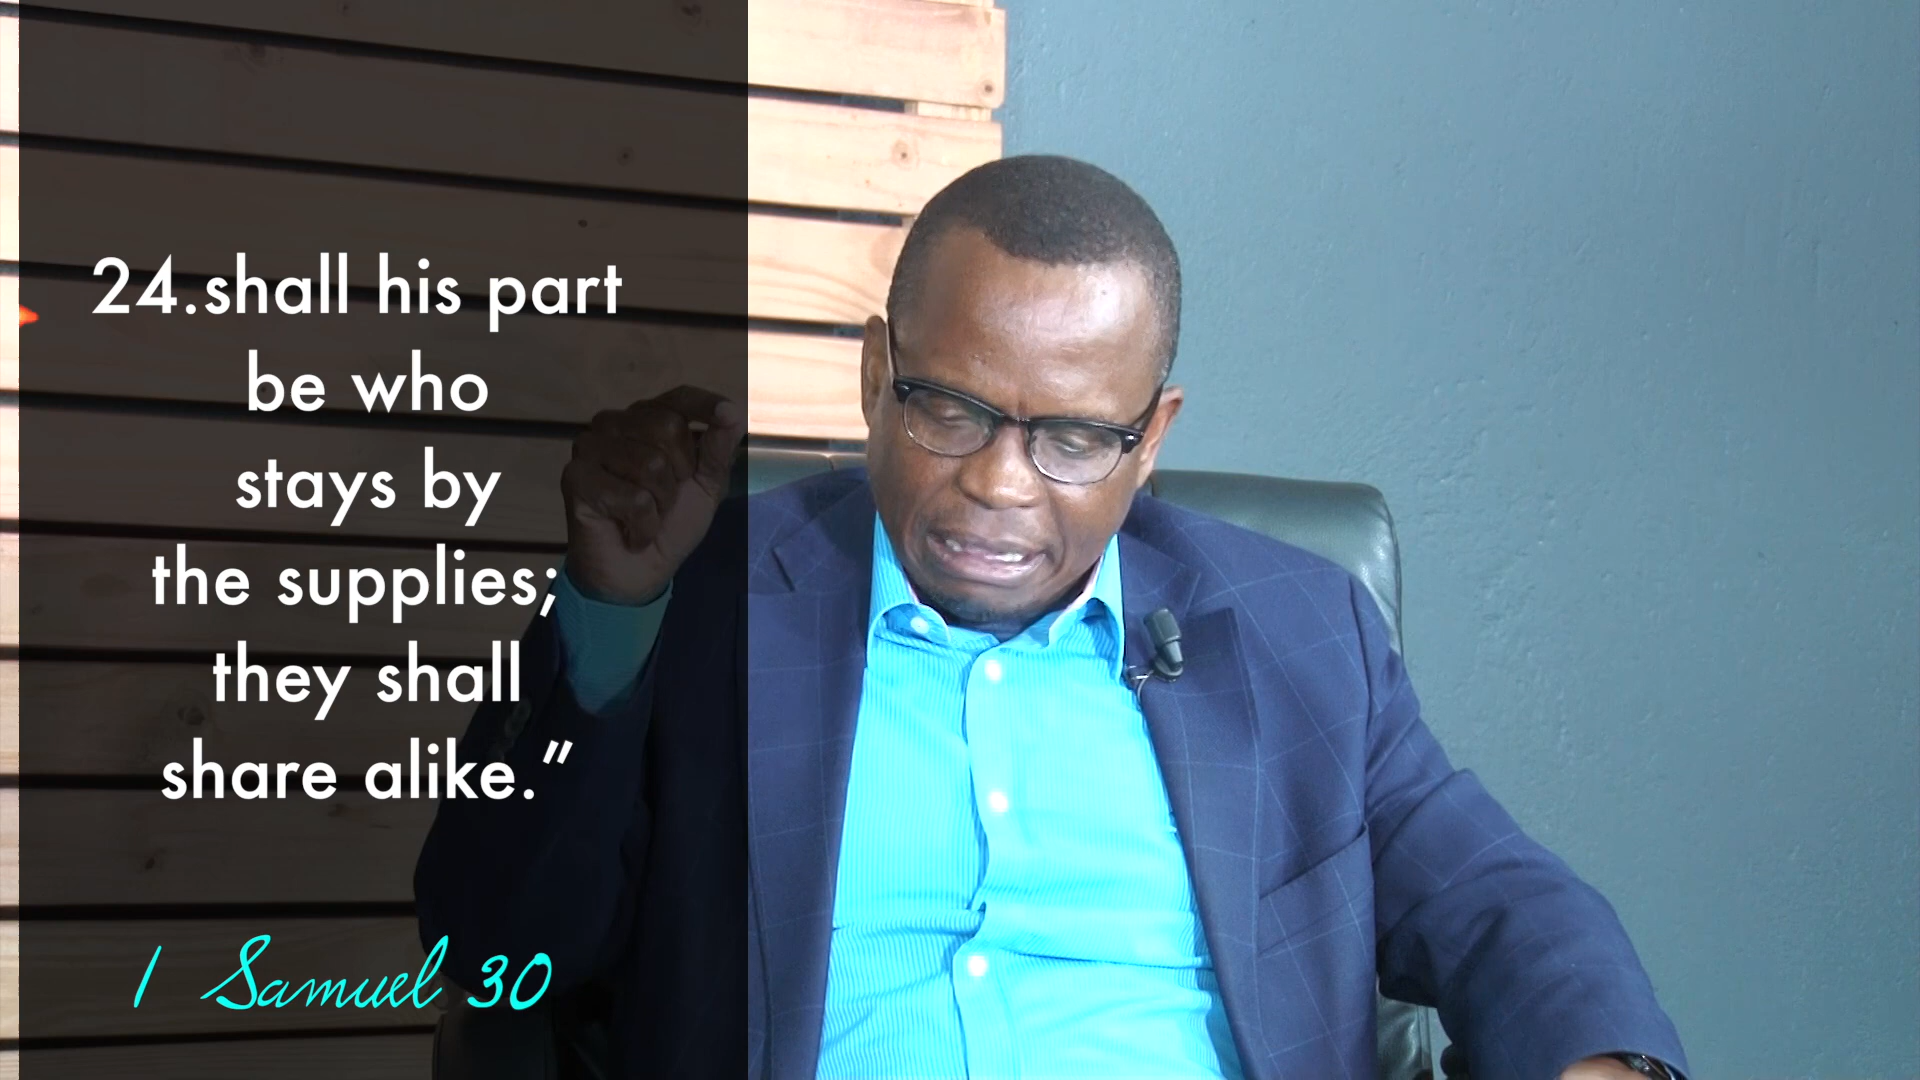 24.shall his part
be who
stays by
the supplies;
they shall
share alike.”
1 Samuel 30